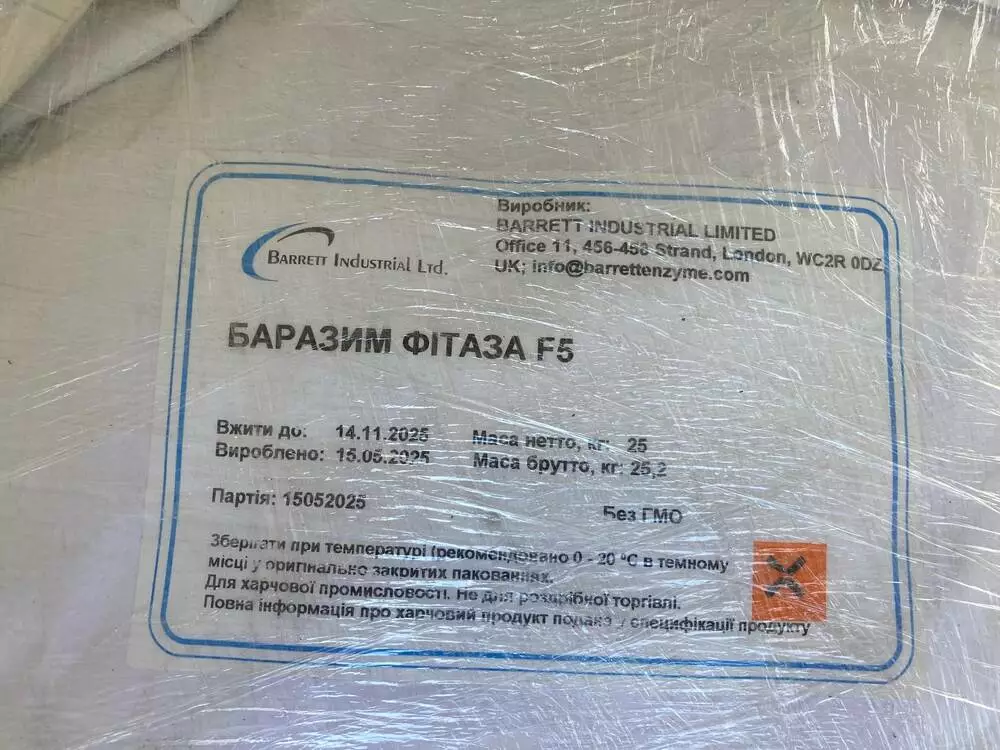 Виробник:
BARRETT INDUSTRIAL LIMITED
Office 11, 456-458 Strand, London, WC2R 0DZ
UK; info@barrettenzyme.com
BARRETT INDUSTRIAL LTD.
БАРАЗИМ ФІТАЗА F5
Вжити до: 14.11.2025 Маса нетто, кг: 25
Вироблено: 15.05.2025 Маса брутто, кг: 25,2
Партія: 15052025
Без ГМО
Зберігати при температурі (рекомендовано 0 - 20 ºC в темному
місці у оригінально закритих пакованнях.
Для харчової промисловості. Не для роздрібної торгівлі.
Повна інформація про харчовий продукт подана у специфікації продукту